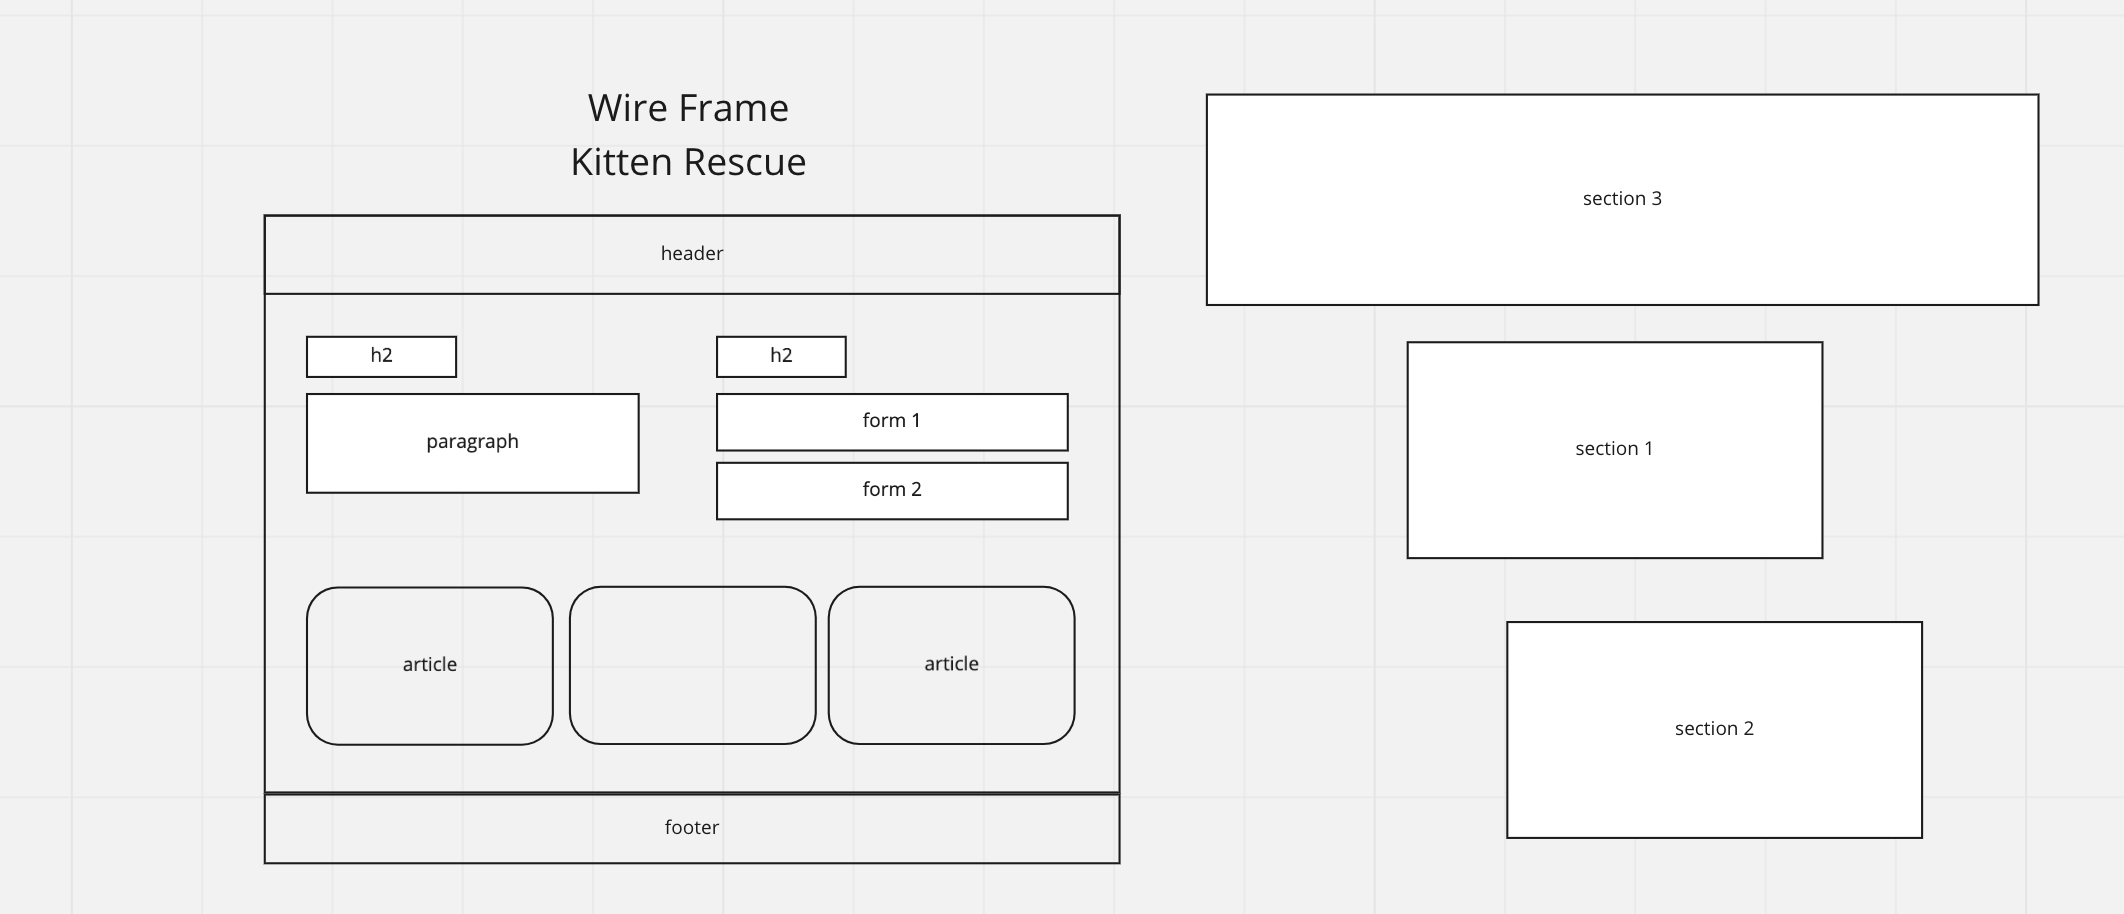 Wire Frame
Kitten Rescue
header
h2
h2
paragraph
form 1
form 2
article
article
footer
section 3
section 1
section 2